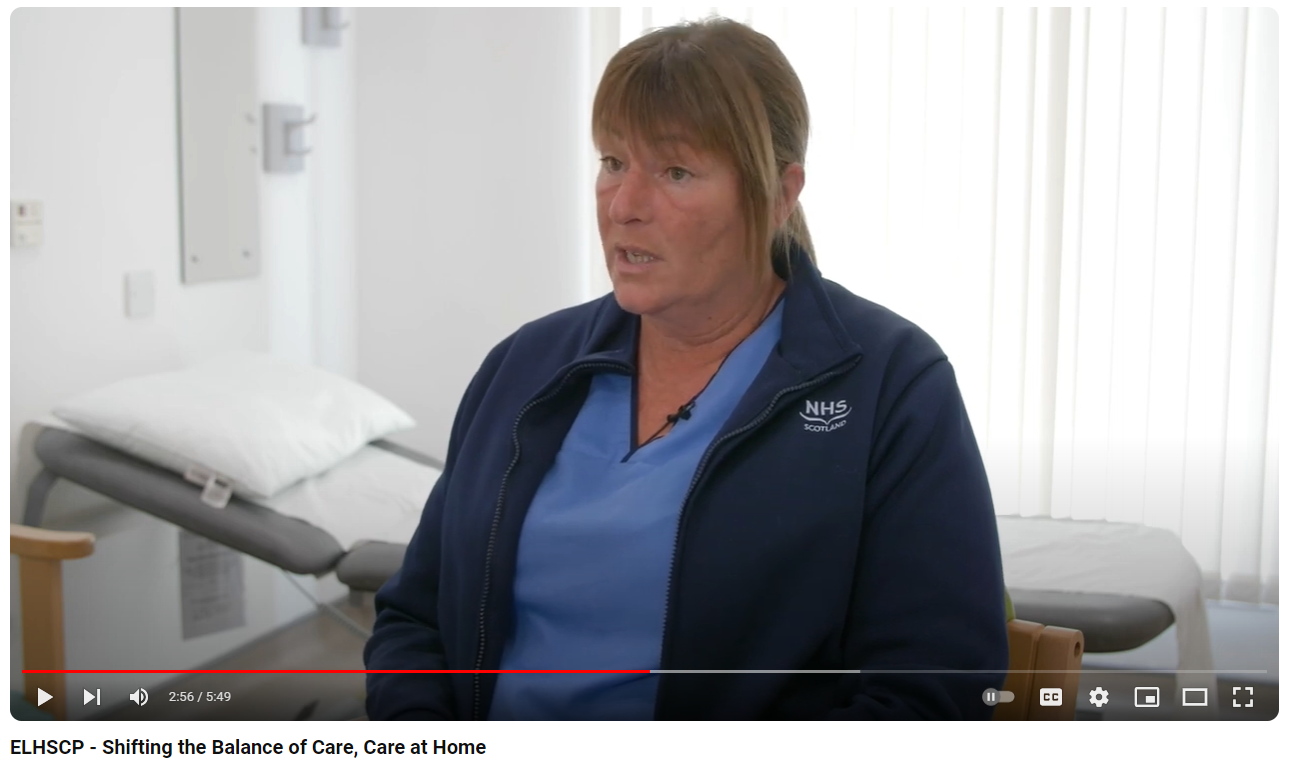 NHS
SCOTLAND
2:56 / 5:49
CC
ELHSCP - Shifting the Balance of Care, Care at Home